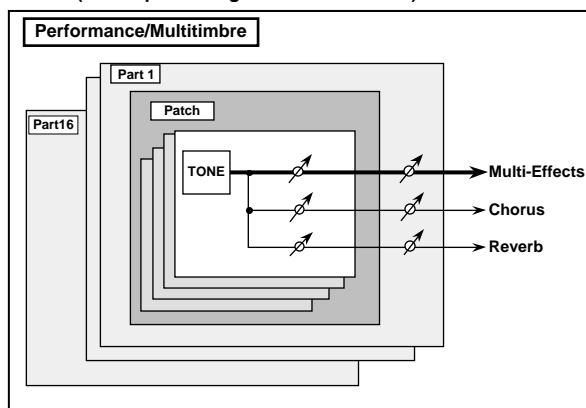 Performance/Multitimbre
Part 1
Patch
Part16
TONE
Multi-Effects
Chorus
Reverb